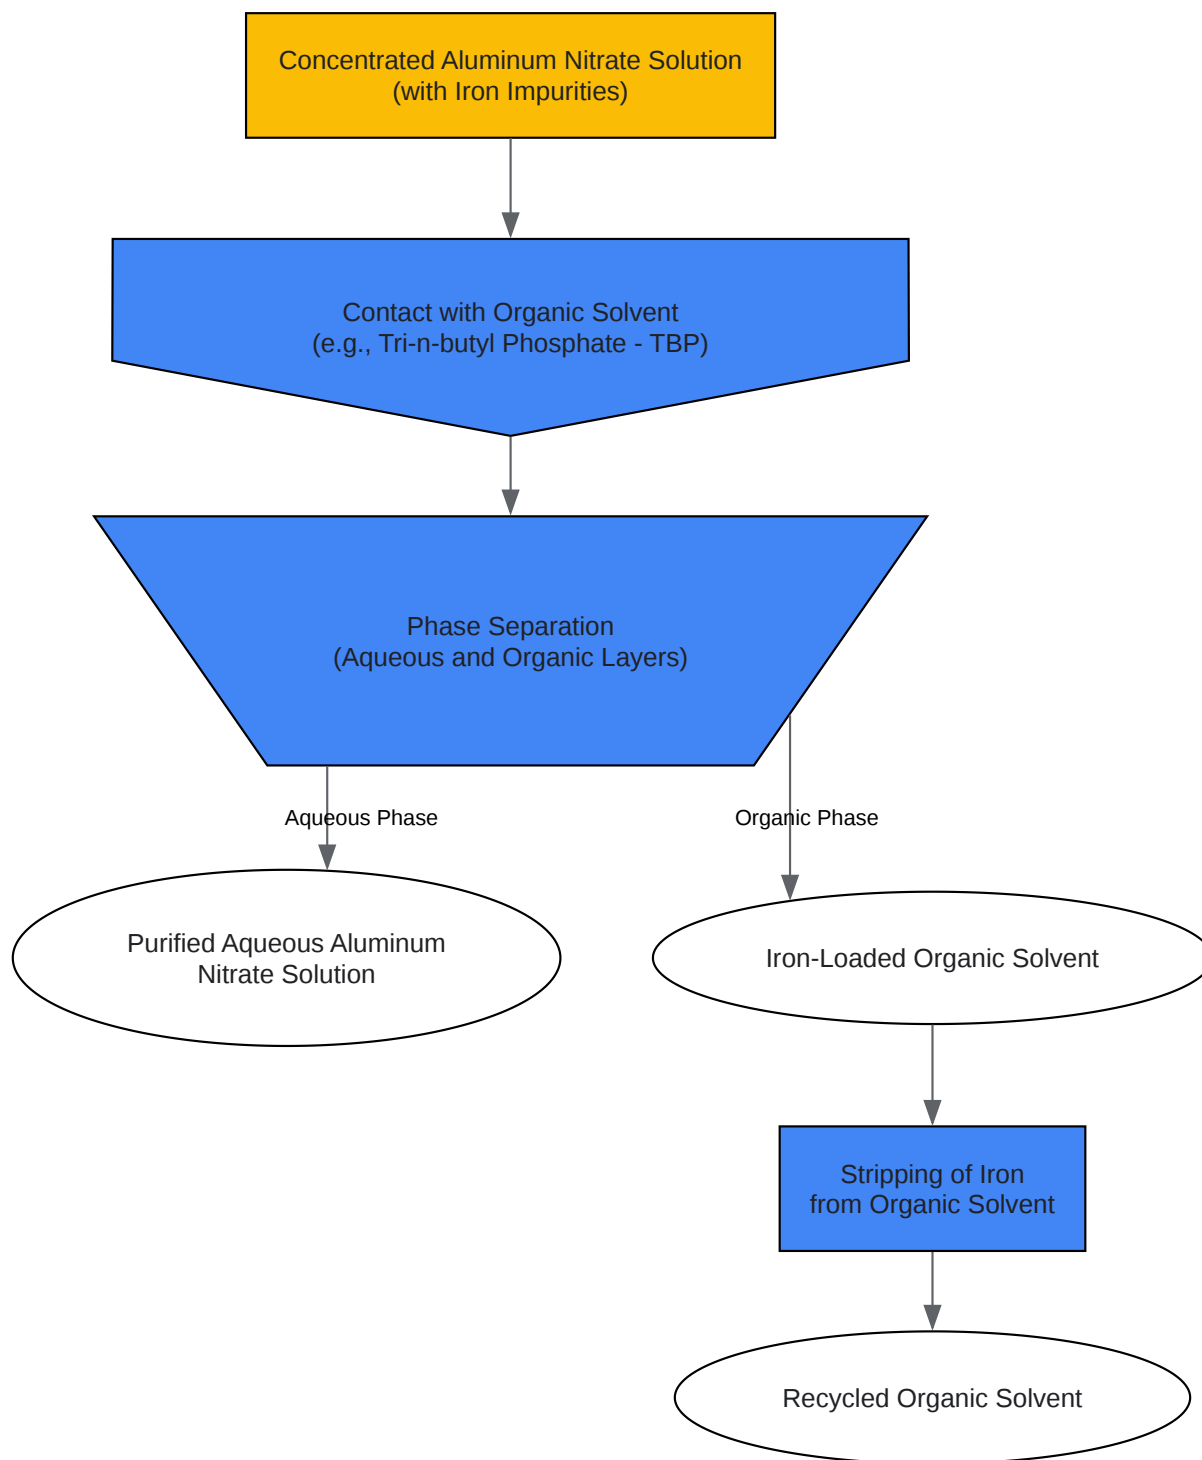 Concentrated Aluminum Nitrate Solution
(with Iron Impurities)
Contact with Organic Solvent
(e.g., Tri-n-butyl Phosphate - TBP)
Phase Separation
(Aqueous and Organic Layers)
Aqueous Phase
Organic Phase
Purified Aqueous Aluminum
Nitrate Solution
Iron-Loaded Organic Solvent
Stripping of Iron
from Organic Solvent
Recycled Organic Solvent